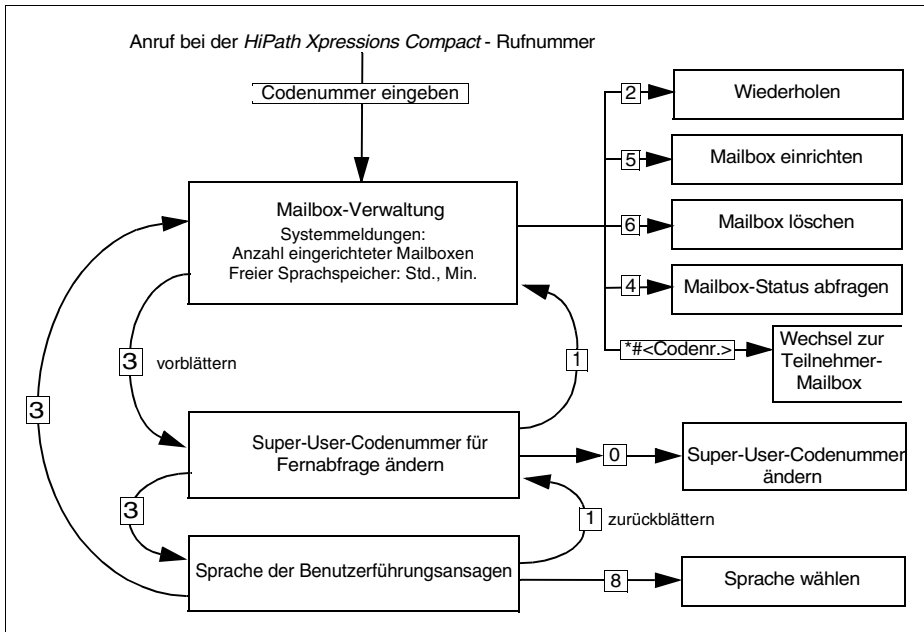 Anruf bei der HiPath Xpressions Compact - Rufnummer
Codenummer eingeben
2
Wiederholen
5
Mailbox einrichten
Mailbox-Verwaltung
Systemmeldungen:
Anzahl eingerichteter Mailboxen
Freier Sprachspeicher: Std., Min.
6
Mailbox löschen
4
Mailbox-Status abfragen
*#<Codenr.>
Wechsel zur
Teilnehmer-
Mailbox
3
vorblättern
1
3
Super-User-Codenummer für
Fernabfrage ändern
0
Super-User-Codenummer
ändern
3
1
zurückblättern
Sprache der Benutzerführungsansagen
8
Sprache wählen